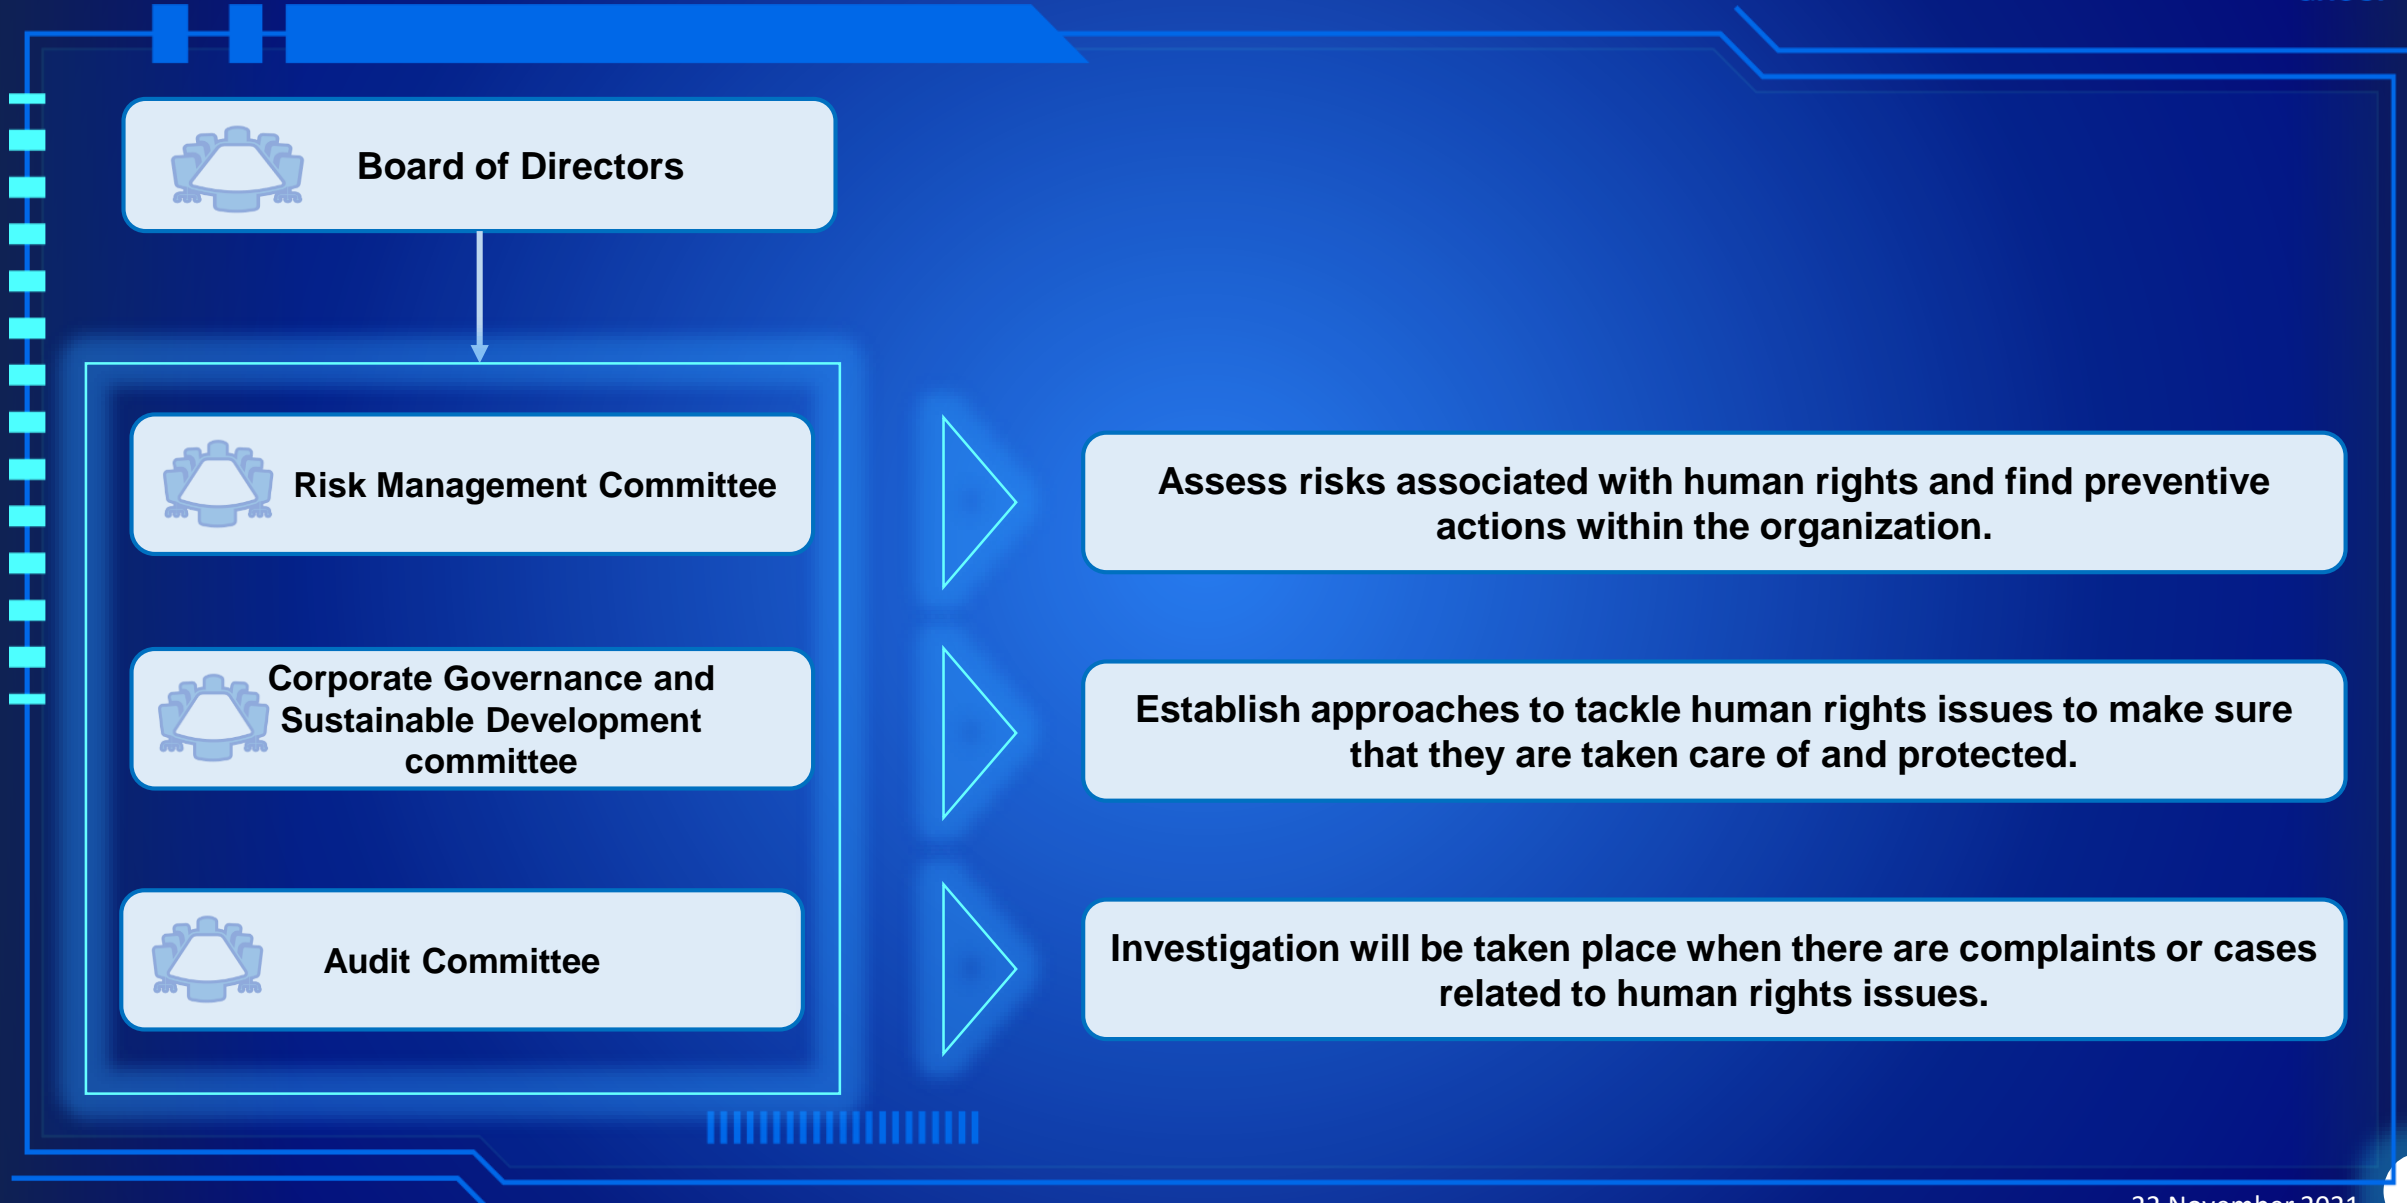 Board of Directors
Risk Management Committee
Assess risks associated with human rights and find preventive
actions within the organization.
Corporate Governance and
Sustainable Development
committee
Establish approaches to tackle human rights issues to make sure
that they are taken care of and protected.
Audit Committee
Investigation will be taken place when there are complaints or cases
related to human rights issues.
November 2021